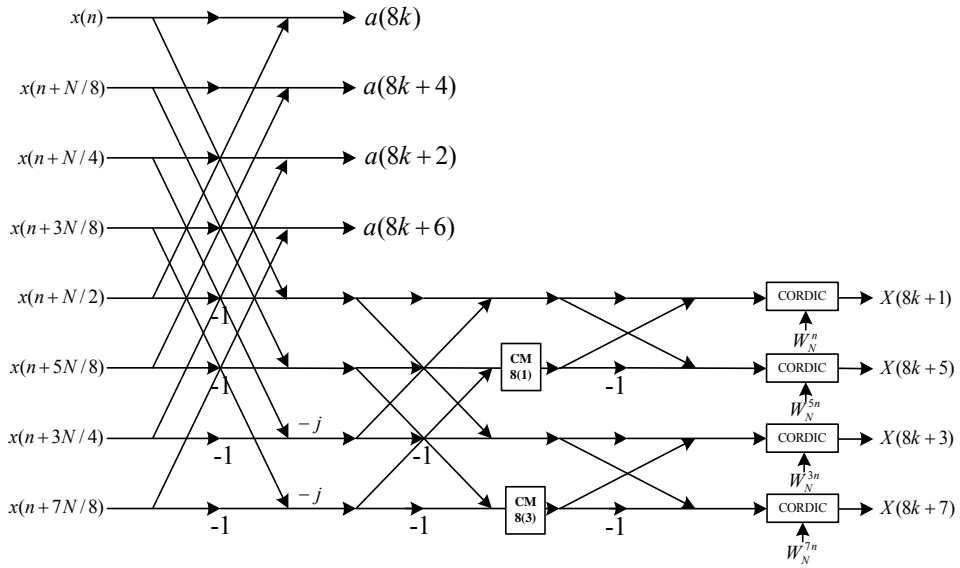 x(n)
a(8k)
x(n+N/8)
a(8k+4)
x(n+N/4)
a(8k+2)
x(n+3N/8)
a(8k+6)
x(n+N/2)
-1
CORDIC
X(8k+1)
W_N^n
x(n+5N/8)
-1
CM
8(1)
-1
CORDIC
X(8k+5)
W_N^{5n}
x(n+3N/4)
-1
-j
-1
CORDIC
X(8k+3)
W_N^{3n}
x(n+7N/8)
-1
-j
-1
CM
8(3)
-1
CORDIC
X(8k+7)
W_N^{7n}